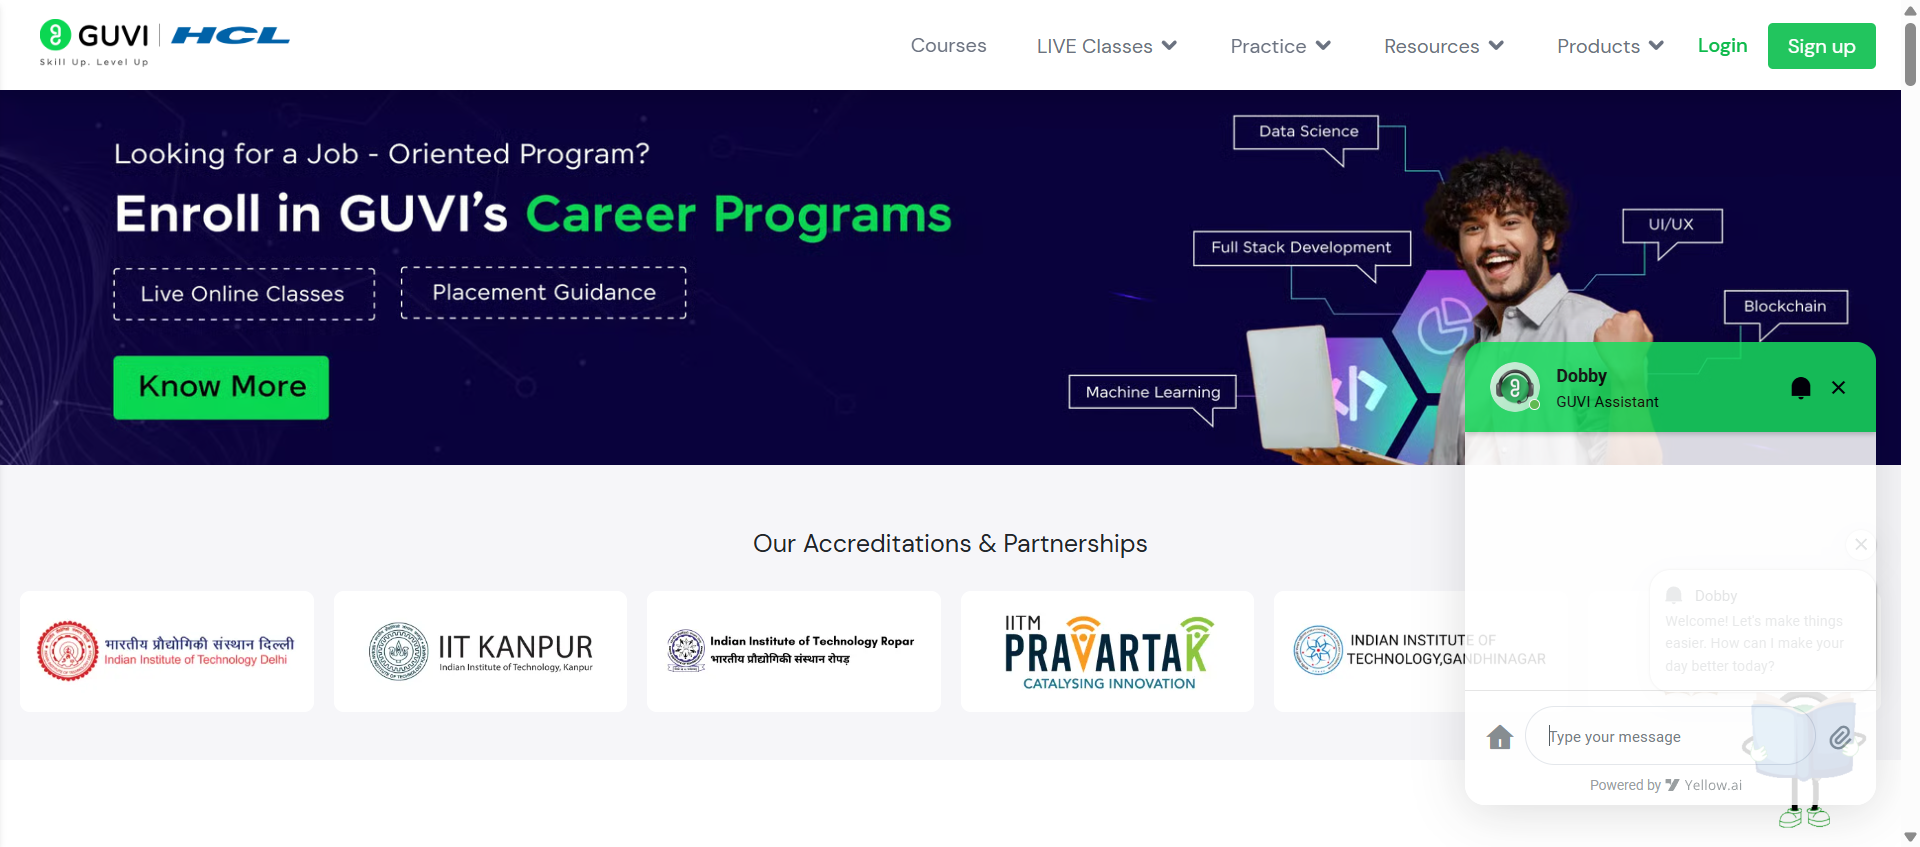 GUVI HCL
Skill Up. Level Up
Courses
LIVE Classes
Practice
Resources
Products
Login
Sign up
Looking for a Job - Oriented Program?
Enroll in GUVI's Career Programs
Live Online Classes
Placement Guidance
Know More
Data Science
Full Stack Development
UI/UX
Blockchain
Machine Learning
Dobby
GUVI Assistant
Our Accreditations & Partnerships
भारतीय प्रौद्योगिकी संस्थान दिल्ली
Indian Institute of Technology Delhi
IIT KANPUR
Indian Institute of Technology, Kanpur
Indian Institute of Technology Ropar
भारतीय प्रौद्योगिकी संस्थान रोपड़
IITM
PRAVARTAK
CATALYSING INNOVATION
INDIAN INSTITUTE OF
TECHNOLOGY,GANDHINAGAR
Dobby
Welcome! Let's make things
easier. How can I make your
day better today?
Type your message
Powered by Yellow.ai